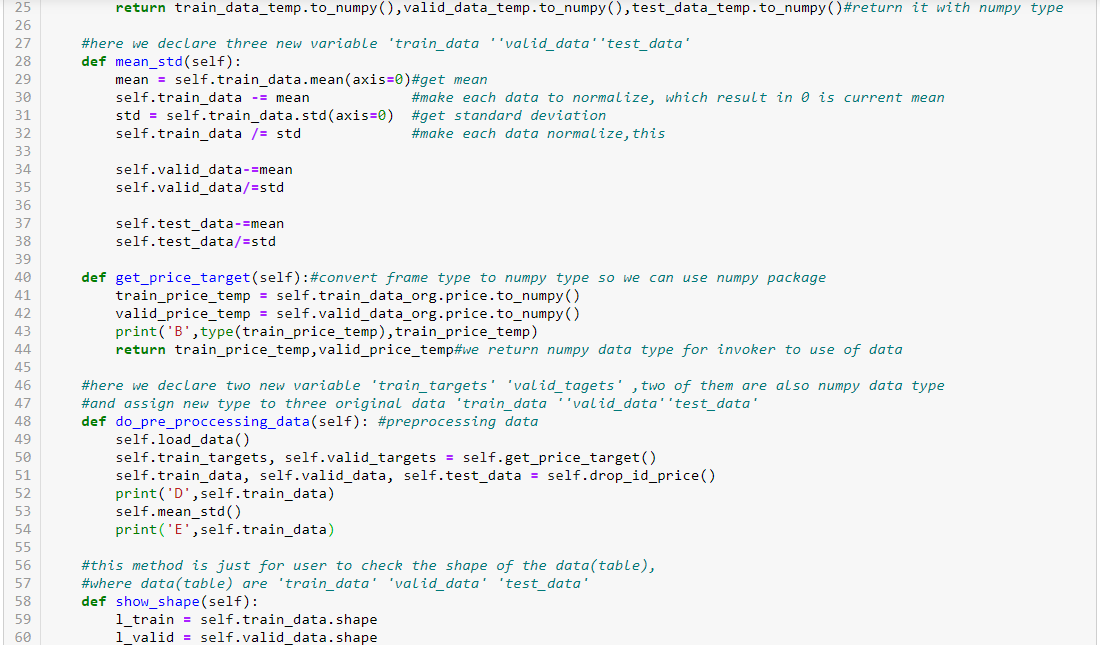 25 return train_data_temp.to_numpy(),valid_data_temp.to_numpy(),test_data_temp.to_numpy()#return it with numpy type
26
27 #here we declare three new variable 'train_data ''valid_data''test_data'
28 def mean_std(self):
29 mean = self.train_data.mean(axis=0)#get mean
30 self.train_data -= mean #make each data to normalize, which result in 0 is current mean
31 std = self.train_data.std(axis=0) #get standard deviation
32 self.train_data /= std #make each data normalize,this
33
34 self.valid_data-=mean
35 self.valid_data/=std
36
37 self.test_data-=mean
38 self.test_data/=std
39
40 def get_price_target(self):#convert frame type to numpy type so we can use numpy package
41 train_price_temp = self.train_data_org.price.to_numpy()
42 valid_price_temp = self.valid_data_org.price.to_numpy()
43 print('B',type(train_price_temp),train_price_temp)
44 return train_price_temp,valid_price_temp#we return numpy data type for invoker to use of data
45
46 #here we declare two new variable 'train_targets' 'valid_tagets' ,two of them are also numpy data type
47 #and assign new type to three original data 'train_data ''valid_data''test_data'
48 def do_pre_proccessing_data(self): #preprocessing data
49 self.load_data()
50 self.train_targets, self.valid_targets = self.get_price_target()
51 self.train_data, self.valid_data, self.test_data = self.drop_id_price()
52 print('D',self.train_data)
53 self.mean_std()
54 print('E',self.train_data)
55
56 #this method is just for user to check the shape of the data(table),
57 #where data(table) are 'train_data' 'valid_data' 'test_data'
58 def show_shape(self):
59 l_train = self.train_data.shape
60 l_valid = self.valid_data.shape